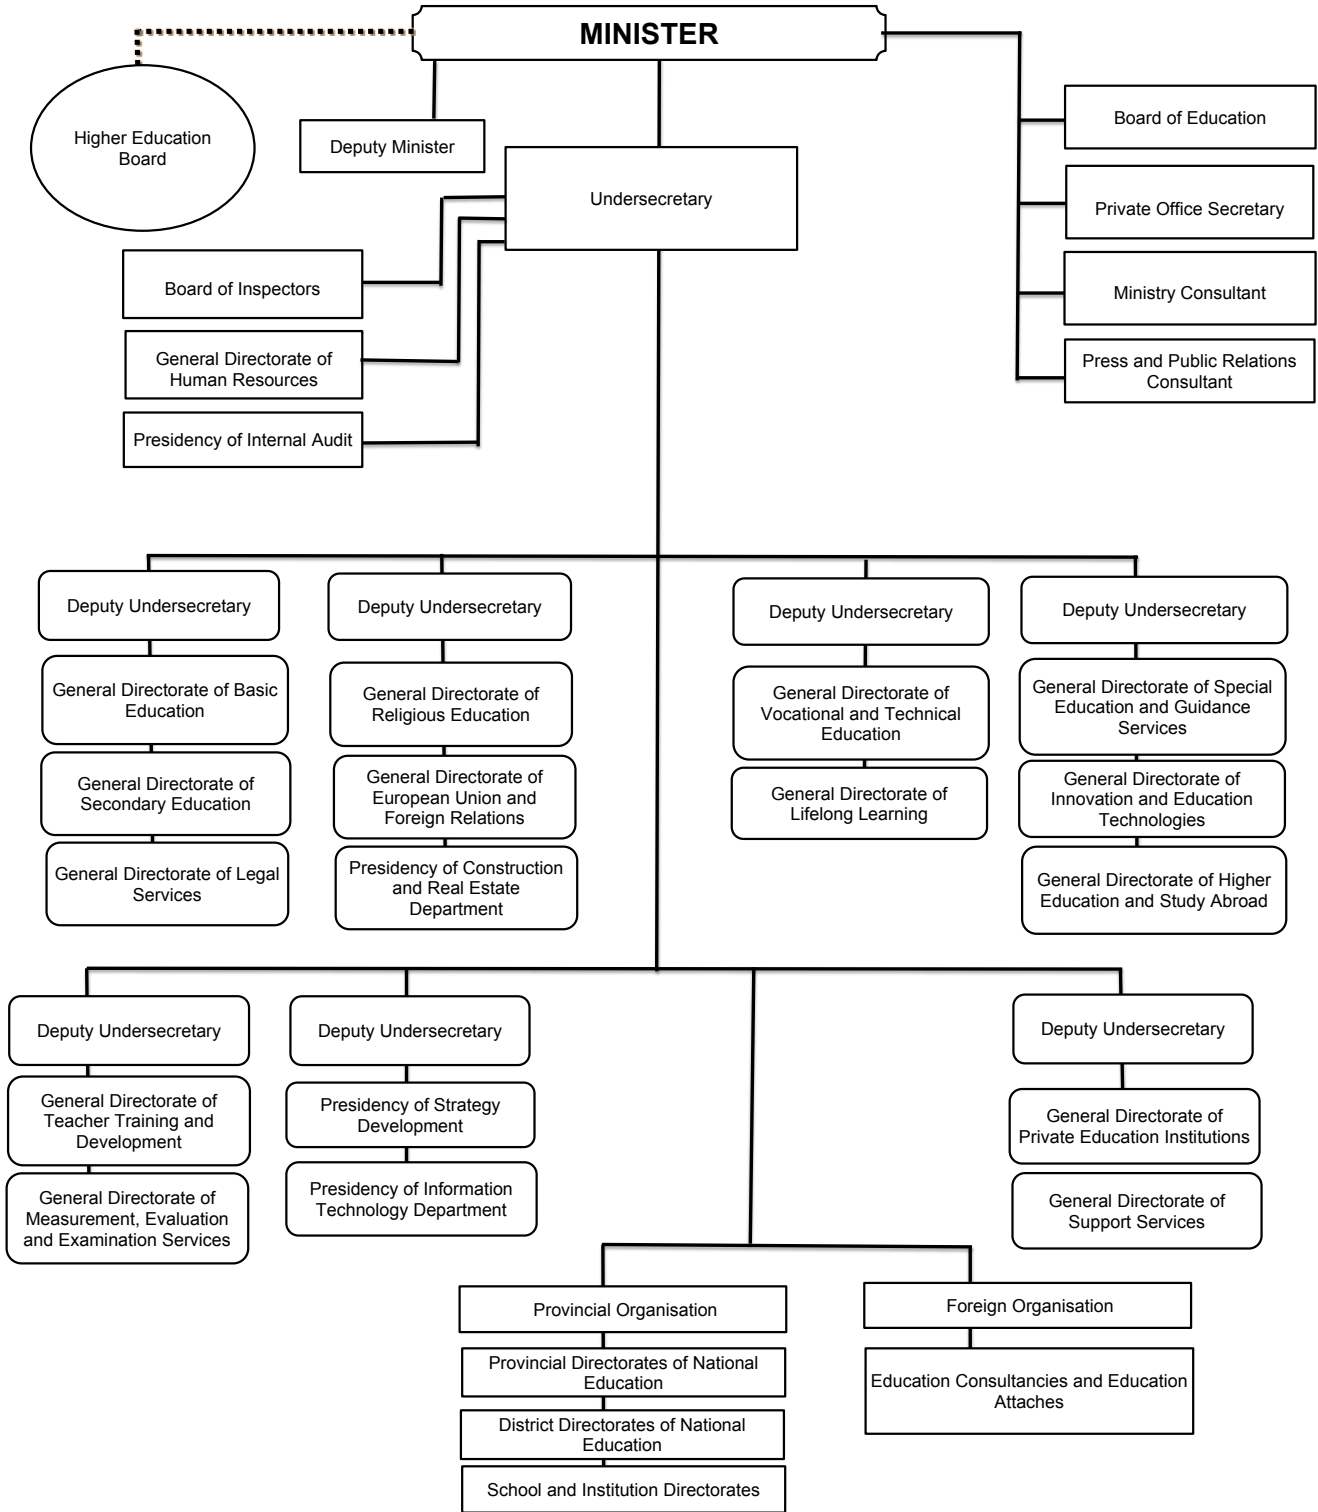 MINISTER
Higher Education
Board
Deputy Minister
Undersecretary
Board of Education
Private Office Secretary
Ministry Consultant
Press and Public Relations
Consultant
Board of Inspectors
General Directorate of
Human Resources
Presidency of Internal Audit
Deputy Undersecretary
General Directorate of Basic
Education
General Directorate of
Secondary Education
General Directorate of Legal
Services
Deputy Undersecretary
General Directorate of
Religious Education
General Directorate of
European Union and
Foreign Relations
Presidency of Construction
and Real Estate
Department
Deputy Undersecretary
General Directorate of
Vocational and Technical
Education
General Directorate of
Lifelong Learning
Deputy Undersecretary
General Directorate of Special
Education and Guidance
Services
General Directorate of
Innovation and Education
Technologies
General Directorate of Higher
Education and Study Abroad
Deputy Undersecretary
General Directorate of
Teacher Training and
Development
General Directorate of
Measurement, Evaluation
and Examination Services
Deputy Undersecretary
Presidency of Strategy
Development
Presidency of Information
Technology Department
Deputy Undersecretary
General Directorate of
Private Education Institutions
General Directorate of
Support Services
Provincial Organisation
Provincial Directorates of National
Education
District Directorates of National
Education
School and Institution Directorates
Foreign Organisation
Education Consultancies and Education
Attaches